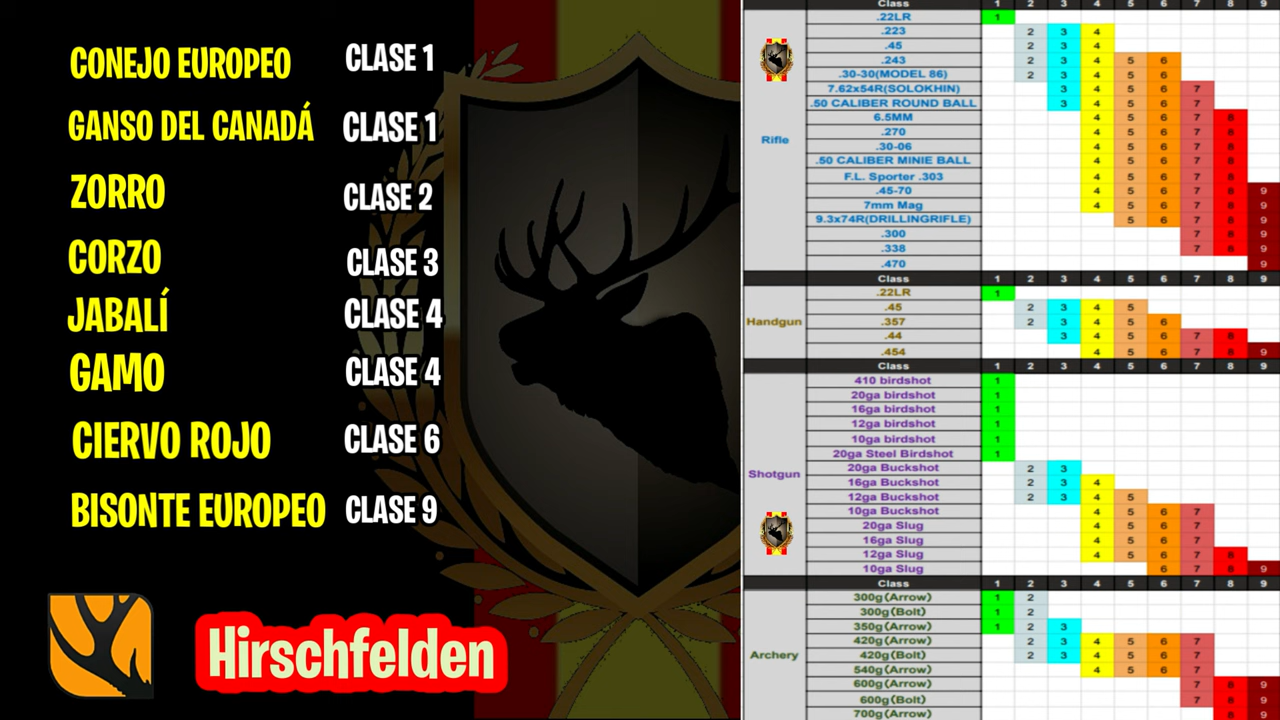 CONEJO EUROPEO CLASE 1
GANSO DEL CANADÁ CLASE 1
ZORRO CLASE 2
CORZO CLASE 3
JABALÍ CLASE 4
GAMO CLASE 4
CIERVO ROJO CLASE 6
BISONTE EUROPEO CLASE 9
Hirschfelden
Class 1 2 3 4 5 6 7 8 9
Rifle
.22LR 1
.223 2 3 4
.45 2 3 4
.243 2 3 4 5 6
.30-30(MODEL 86) 2 3 4 5 6
7.62x54R(SOLOKHIN) 3 4 5 6 7
.50 CALIBER ROUND BALL 3 4 5 6 7
6.5MM 4 5 6 7 8
.270 4 5 6 7 8
.30-06 4 5 6 7 8
.50 CALIBER MINIE BALL 4 5 6 7 8
F.L. Sporter .303 4 5 6 7 8
.45-70 4 5 6 7 8 9
7mm Mag 4 5 6 7 8 9
9.3x74R(DRILLINGRIFLE) 5 6 7 8 9
.300 7 8 9
.338 7 8 9
.470 9
Class 1 2 3 4 5 6 7 8 9
Handgun
.22LR 1
.45 2 3 4 5
.357 2 3 4 5 6
.44 3 4 5 6 7 8
.454 4 5 6 7 8 9
Class 1 2 3 4 5 6 7 8 9
Shotgun
410 birdshot 1
20ga birdshot 1
16ga birdshot 1
12ga birdshot 1
10ga birdshot 1
20ga Steel Birdshot 1
20ga Buckshot 2 3
16ga Buckshot 2 3 4
12ga Buckshot 2 3 4 5
10ga Buckshot 4 5 6 7
20ga Slug 4 5 6 7
16ga Slug 4 5 6 7
12ga Slug 4 5 6 7 8
10ga Slug 6 7 8 9
Class 1 2 3 4 5 6 7 8 9
Archery
300g(Arrow) 1 2
300g(Bolt) 1 2
350g(Arrow) 1 2 3
420g(Arrow) 2 3 4 5 6 7
420g(Bolt) 2 3 4 5 6 7
540g(Arrow) 4 5 6 7
600g(Arrow) 7 8 9
600g(Bolt) 7 8 9
700g(Arrow) 8 9